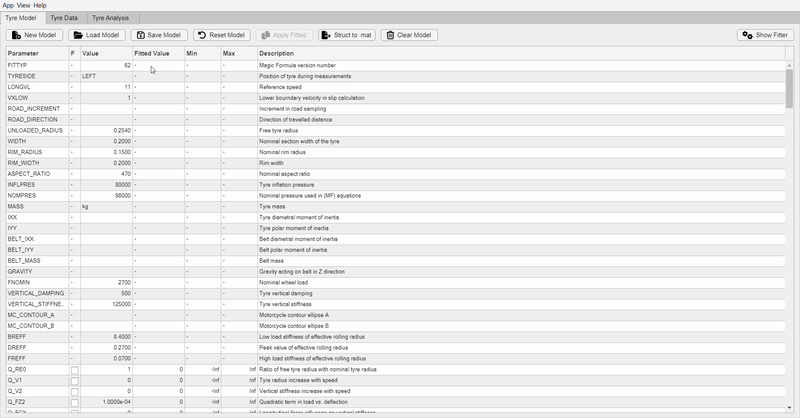 App View Help
Tyre Model Tyre Data Tyre Analysis
New Model Load Model Save Model Reset Model Apply Fitted Struct to .mat Clear Model Show Filter
Parameter F Value Fitted Value Min Max Description
FITTYP - 62 - - - Magic Formula version number
TYRESIDE - LEFT - - - Position of tyre during measurements
LONGVL - 11 - - - Reference speed
VXLOW - 1 - - - Lower bourndary velocity in slip calculation
ROAD_INCREMENT - - - - Increment in road sampling
ROAD_DIRECTION - - - - Direction of travelled distance
UNLOADED_RADIUS - 0.2540 - - - Free tyre radius
WIDTH - 0.2000 - - - Nominal section width of the tyre
RIM_RADIUS - 0.1500 - - - Nominal rim radius
RIM_WIDTH - 0.2000 - - - Rim width
ASPECT_RATIO - 470 - - - Nominal aspect ratio
INFLPRES - 80000 - - - Tyre inflation pressure
NOMPRES - 98000 - - - Nominal pressure used in (MF) equations
MASS - kg - - - Tyre mass
IXX - - - - Tyre diametral moment of inertia
IYY - - - - Tyre polar moment of inertia
BELT_IXX - - - - Belt diametral moment of inertia
BELT_IYY - - - - Belt polar moment of inertia
BELT_MASS - - - - Belt mass
GRAVITY - - - - Gravity acting on belt in Z direction
FNOMIN - 2700 - - - Nominal wheel load
VERTICAL_DAMPING - 500 - - - Tyre vertical damping
VERTICAL_STIFFNE... - 125000 - - - Tyre vertical stiffness
MC_CONTOUR_A - - - - Motorcycle contour ellipse A
MC_CONTOUR_B - - - - Motorcycle contour ellipse B
BREFF - 8.4000 - - - Low load stiffness of effective rolling radius
DREFF - 0.2700 - - - Peak value of effective rolling radius
FREFF - 0.0700 - - - High load stiffness of effective rolling radius
Q_RE0 1 0 -Inf Inf Ratio of free tyre radius with nominal tyre radius
Q_V1 0 0 -Inf Inf Tyre radius increase with speed
Q_V2 0 0 -Inf Inf Vertical stiffness increase with speed
Q_FZ2 1.0000e-04 0 -Inf Inf Quadratic term in load vs. deflection